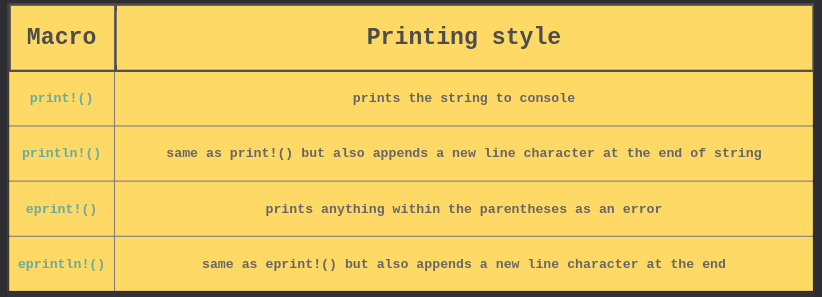 Macro Printing style
print!() prints the string to console
println!() same as print!() but also appends a new line character at the end of string
eprint!() prints anything within the parentheses as an error
eprintln!() same as eprint!() but also appends a new line character at the end